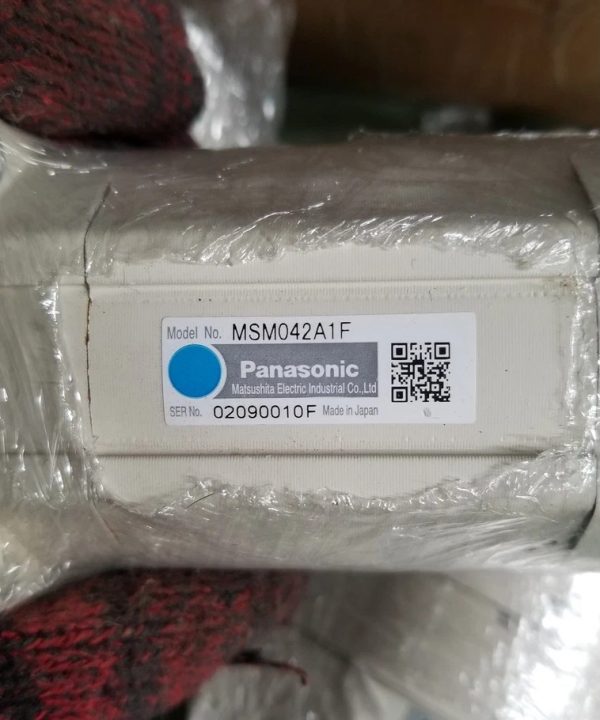 Model No. MSM042A1F
Panasonic
Matsushita Electric Industrial Co.,Ltd
SER No. 02090010F Made in Japan